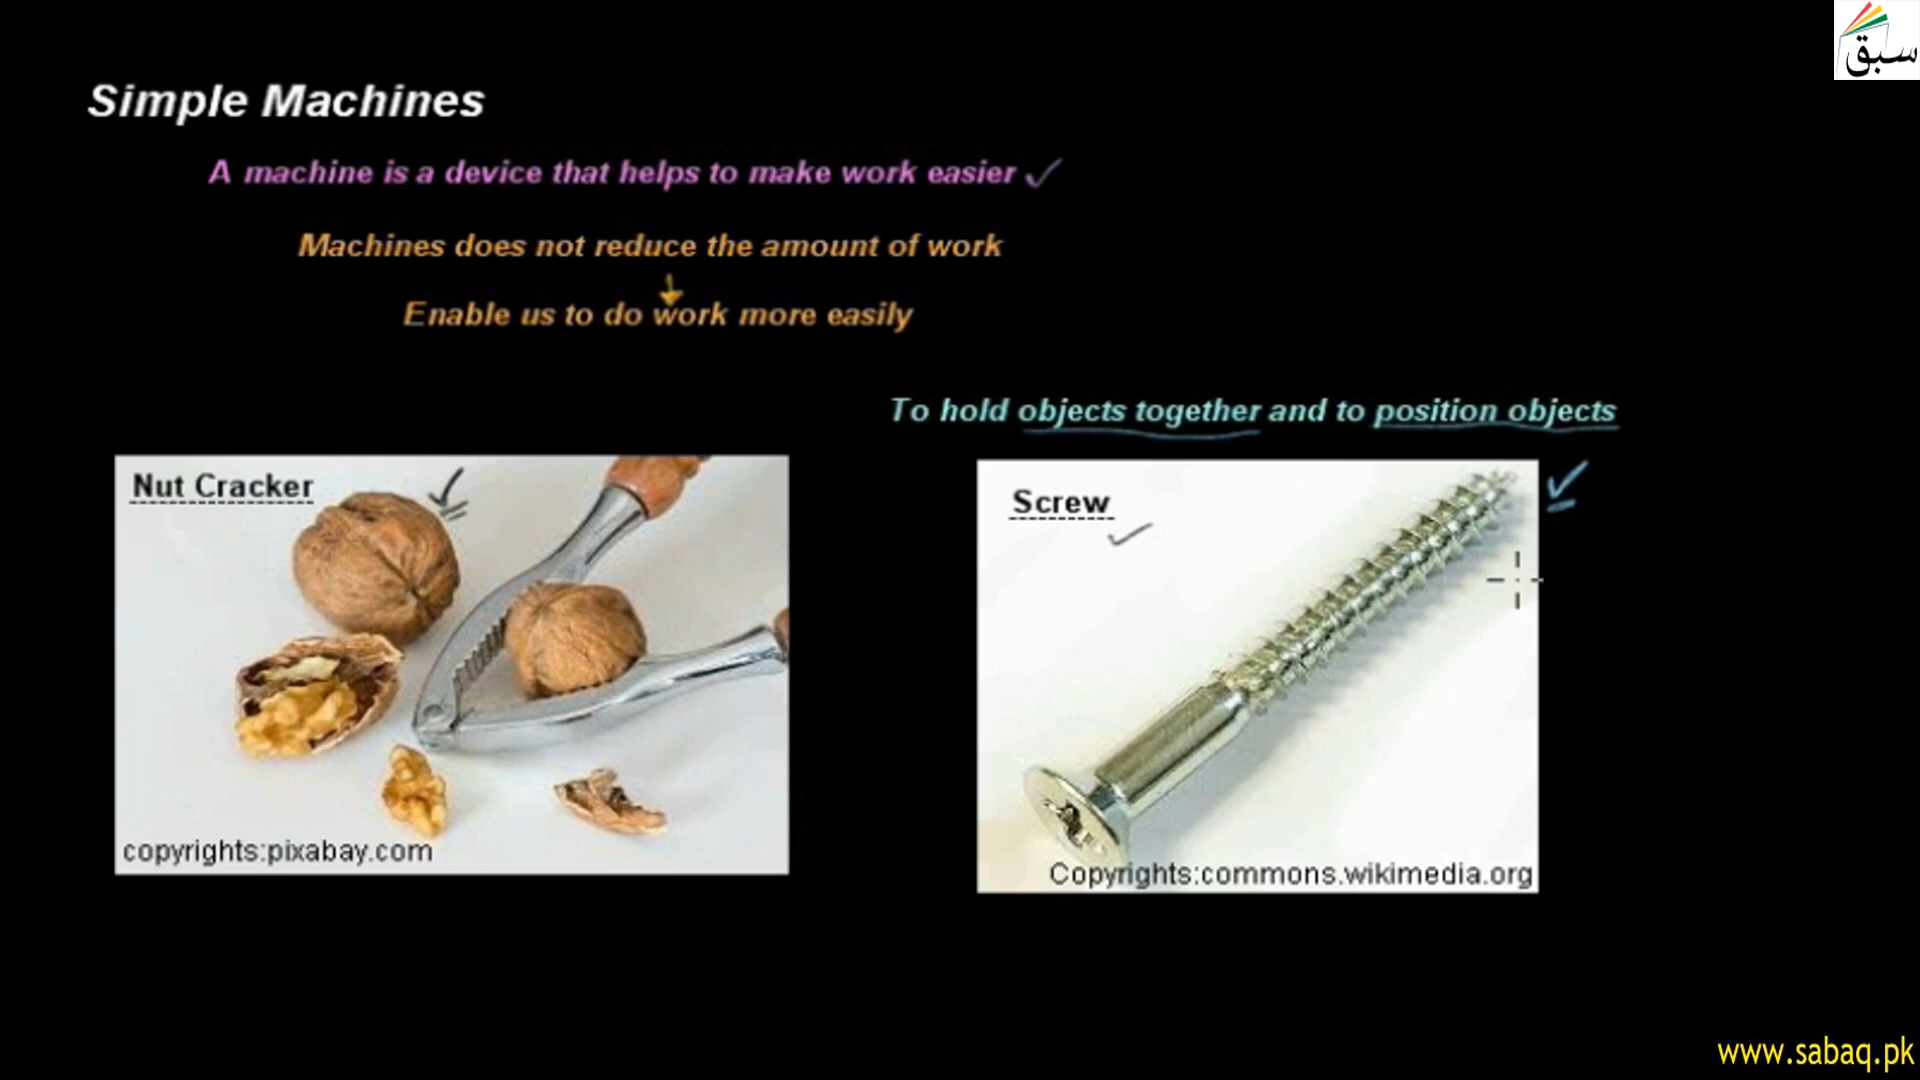 سبق
Simple Machines
A machine is a device that helps to make work easier
Machines does not reduce the amount of work
Enable us to do work more easily
To hold objects together and to position objects
Nut Cracker
copyrights:pixabay.com
Screw
Copyrights:commons.wikimedia.org
www.sabaq.pk